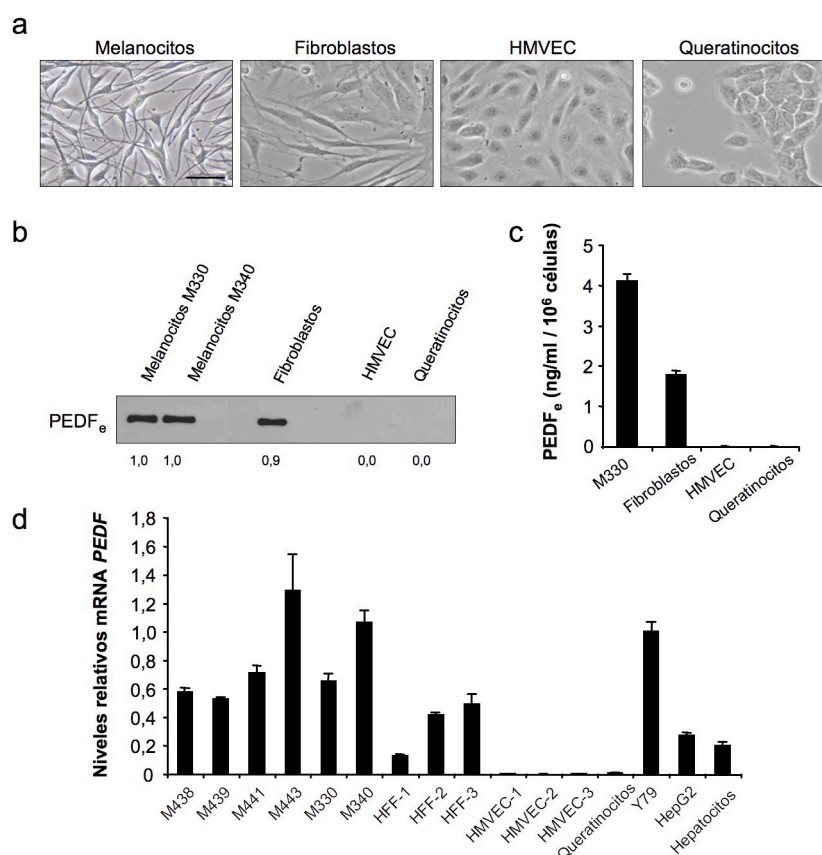 a
Melanocitos
Fibroblastos
HMVEC
Queratinocitos
b
Melanocitos M330
Melanocitos M340
Fibroblastos
HMVEC
Queratinocitos
PEDFe
1,0 1,0 0,9 0,0 0,0
c
PEDFe (ng/ml / 10⁶ células)
5
4
3
2
1
0
M330
Fibroblastos
HMVEC
Queratinocitos
d
Niveles relativos mRNA PEDF
1,8
1,6
1,4
1,2
1,0
0,8
0,6
0,4
0,2
0
M438
M439
M441
M443
M330
M340
HFF-1
HFF-2
HFF-3
HMVEC-1
HMVEC-2
HMVEC-3
Queratinocitos
Y79
HepG2
Hepatocitos